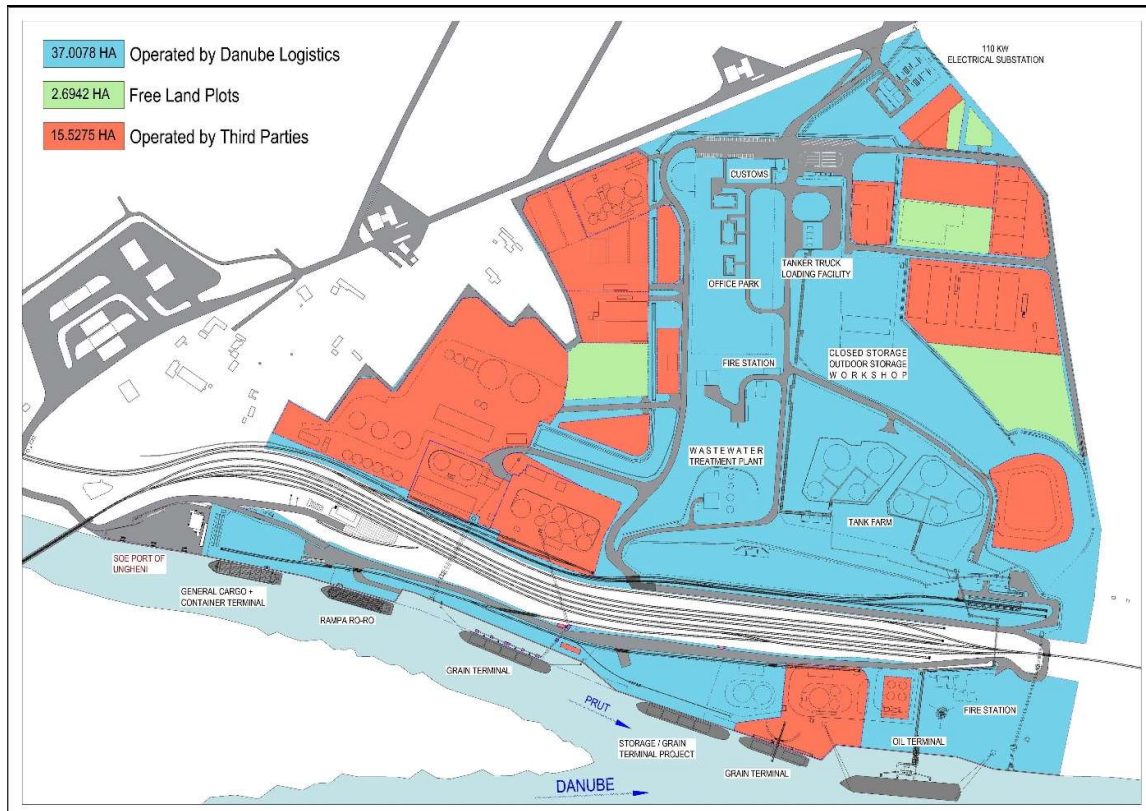 37.0078 HA Operated by Danube Logistics
2.6942 HA Free Land Plots
15.5275 HA Operated by Third Parties
110 KW
ELECTRICAL SUBSTATION
CUSTOMS
TANKER TRUCK
LOADING FACILITY
OFFICE PARK
FIRE STATION
CLOSED STORAGE
OUTDOOR STORAGE
WORKSHOP
WASTEWATER
TREATMENT PLANT
TANK FARM
SOE PORT OF
UNGHENI
GENERAL CARGO +
CONTAINER TERMINAL
RAMPA RO-RO
GRAIN TERMINAL
PRUT
STORAGE / GRAIN
TERMINAL PROJECT
GRAIN TERMINAL
OIL TERMINAL
FIRE STATION
DANUBE